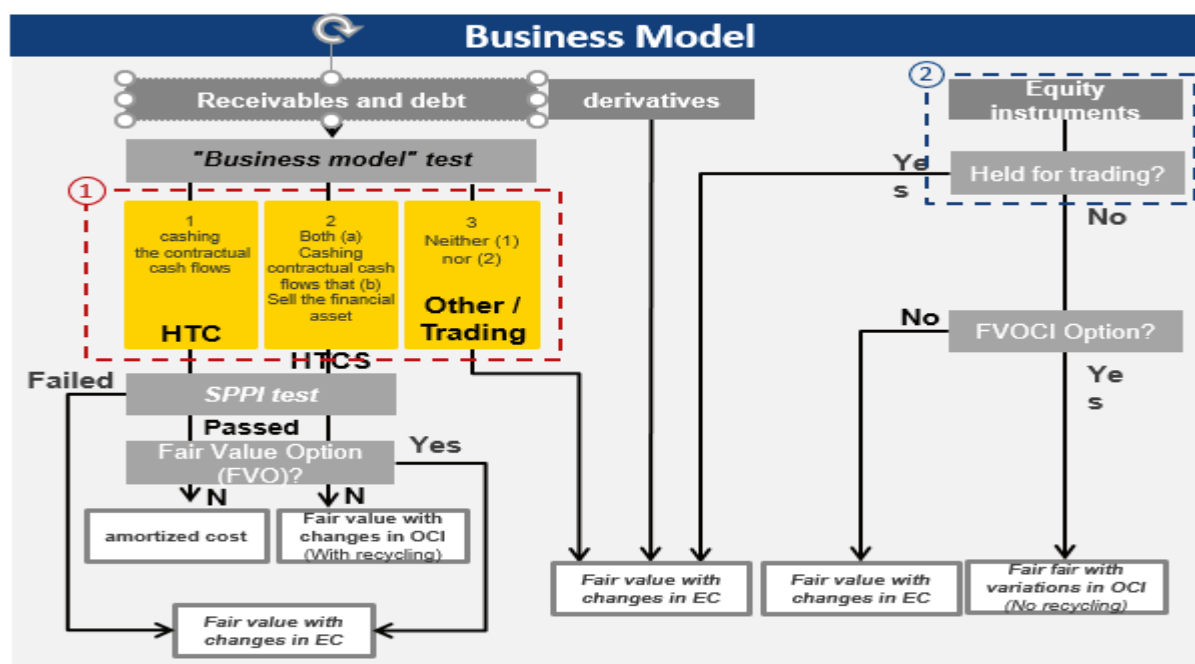 Business Model
Receivables and debt
derivatives
2
Equity
instruments
"Business model" test
Ye
s
Held for trading?
1
No
1
cashing
the contractual
cash flows
HTC
2
Both (a)
Cashing
contractual cash
flows that (b)
Sell the financial
asset
HTCS
3
Neither (1)
nor (2)
Other /
Trading
No
FVOCI Option?
Ye
s
Failed
SPPI test
Passed
Fair Value Option
(FVO)?
Yes
N
N
amortized cost
Fair value with
changes in OCI
(With recycling)
Fair value with
changes in EC
Fair value with
changes in EC
Fair fair with
variations in OCI
(No recycling)
Fair value with
changes in EC